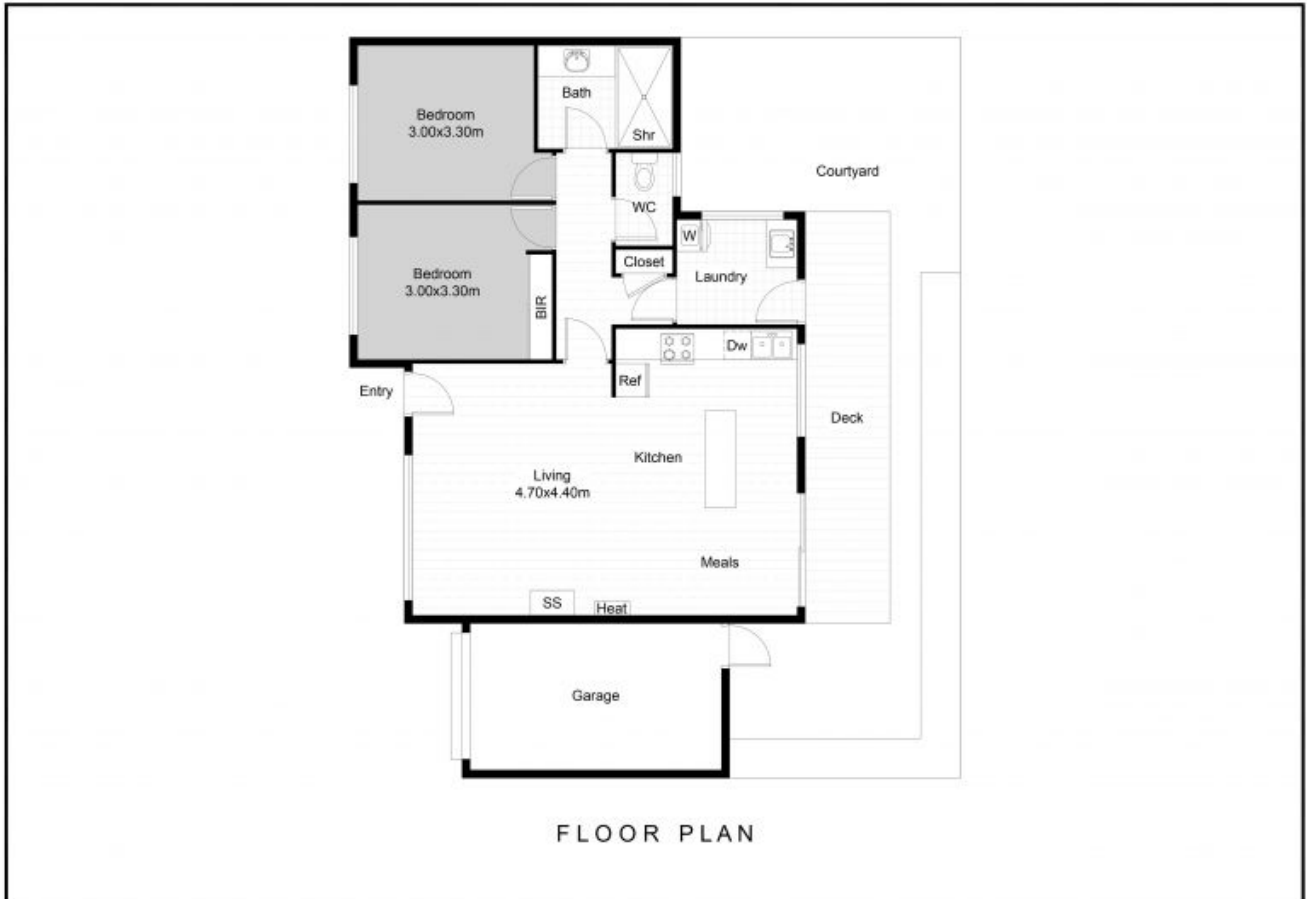 Bedroom
3.00x3.30m
Bath
Shr
Courtyard
WC
W
Closet
Laundry
Bedroom
3.00x3.30m
BIR
Dw
Ref
Entry
Deck
Kitchen
Living
4.70x4.40m
Meals
SS
Heat
Garage
FLOOR PLAN